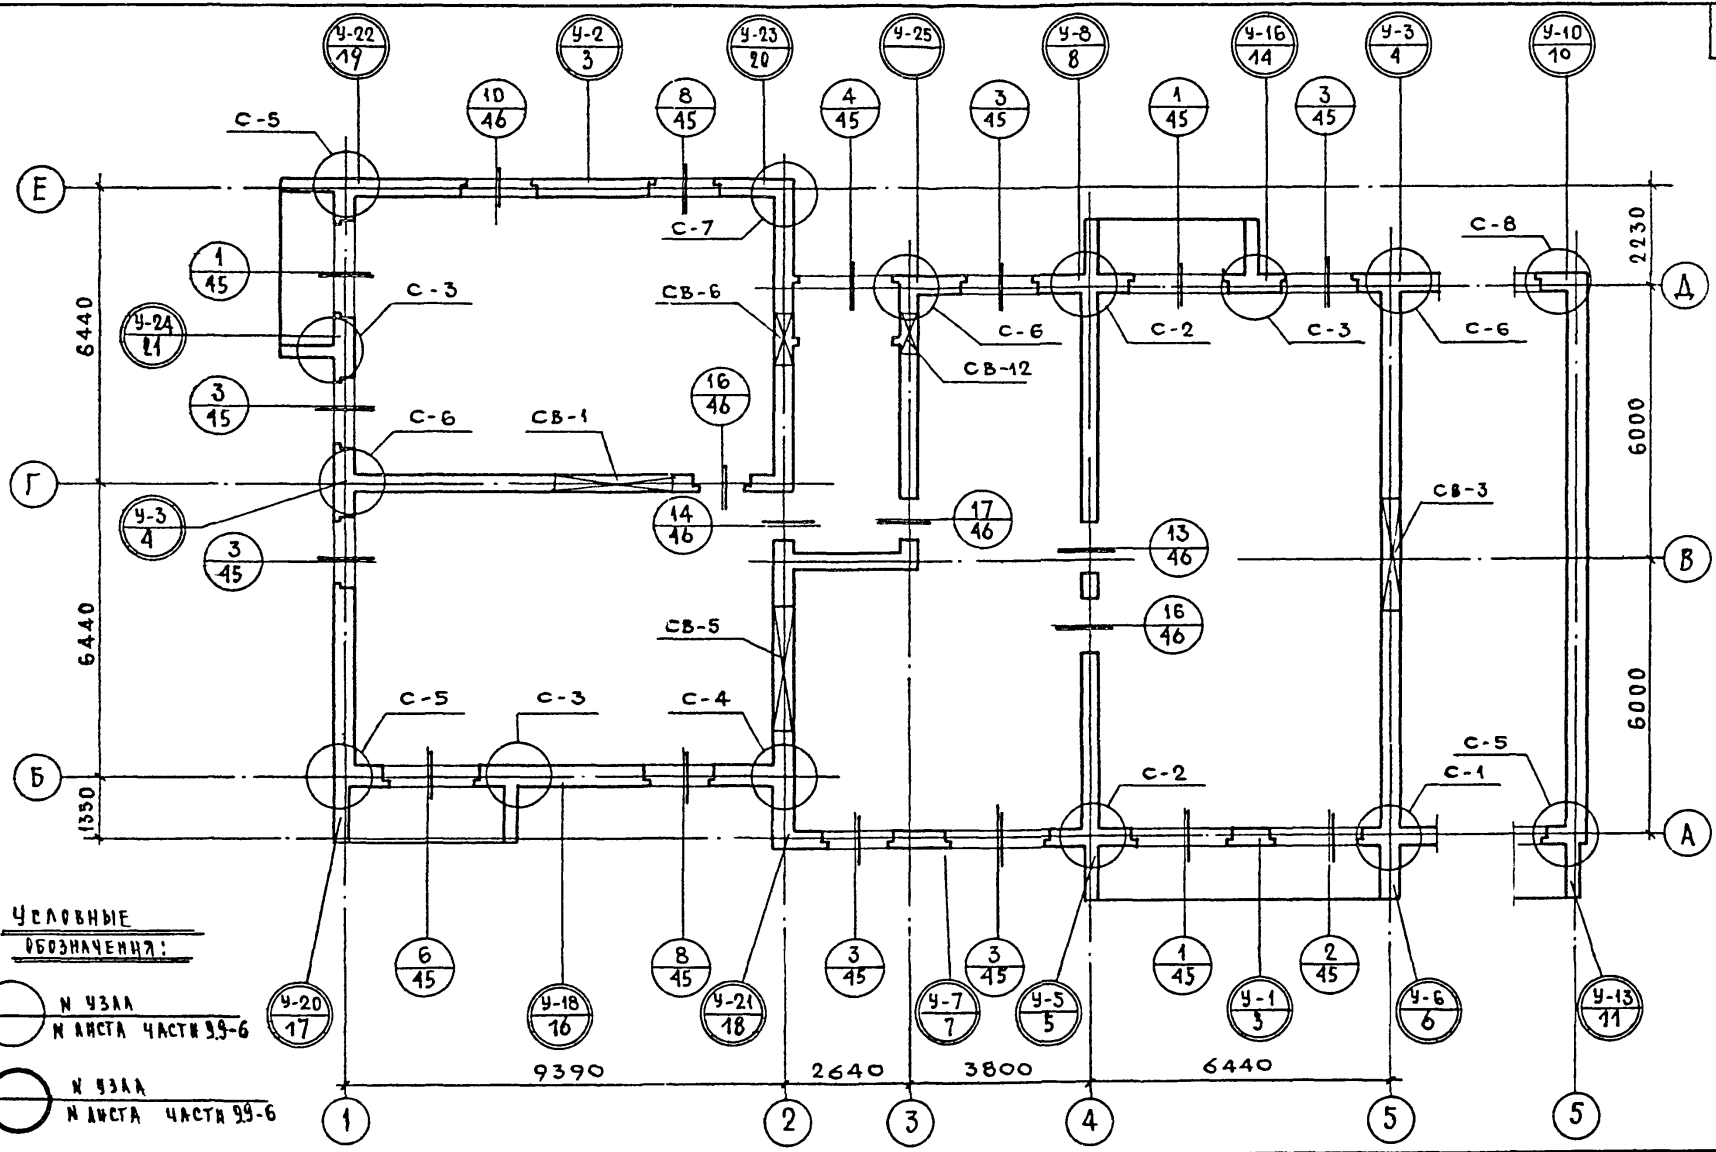 У-22
19
У-2
3
У-23
20
У-25
У-8
8
У-16
14
У-3
4
У-10
10
10
46
8
45
4
45
3
45
1
45
3
45
С-5
Е
С-7
С-8
2230
Д
1
45
С-3
СВ-6
С-6
С-2
С-3
С-6
6440
У-24
21
СВ-12
16
46
3
45
С-6
СВ-1
6000
Г
СВ-3
У-3
4
14
46
17
46
13
46
3
45
В
16
46
6440
СВ-5
С-5
С-3
С-4
6000
С-5
С-2
С-1
Б
1350
А
УСЛОВНЫЕ
ОБОЗНАЧЕНИЯ:
6
45
8
45
3
45
3
45
1
45
2
45
N УЗЛА
N ЛИСТА ЧАСТИ 99-6
У-20
17
У-18
16
У-21
18
У-7
7
У-5
5
У-1
3
У-6
6
У-13
11
N УЗЛА
N ЛИСТА ЧАСТИ 99-6
9390
2640
3800
6440
1
2
3
4
5
5